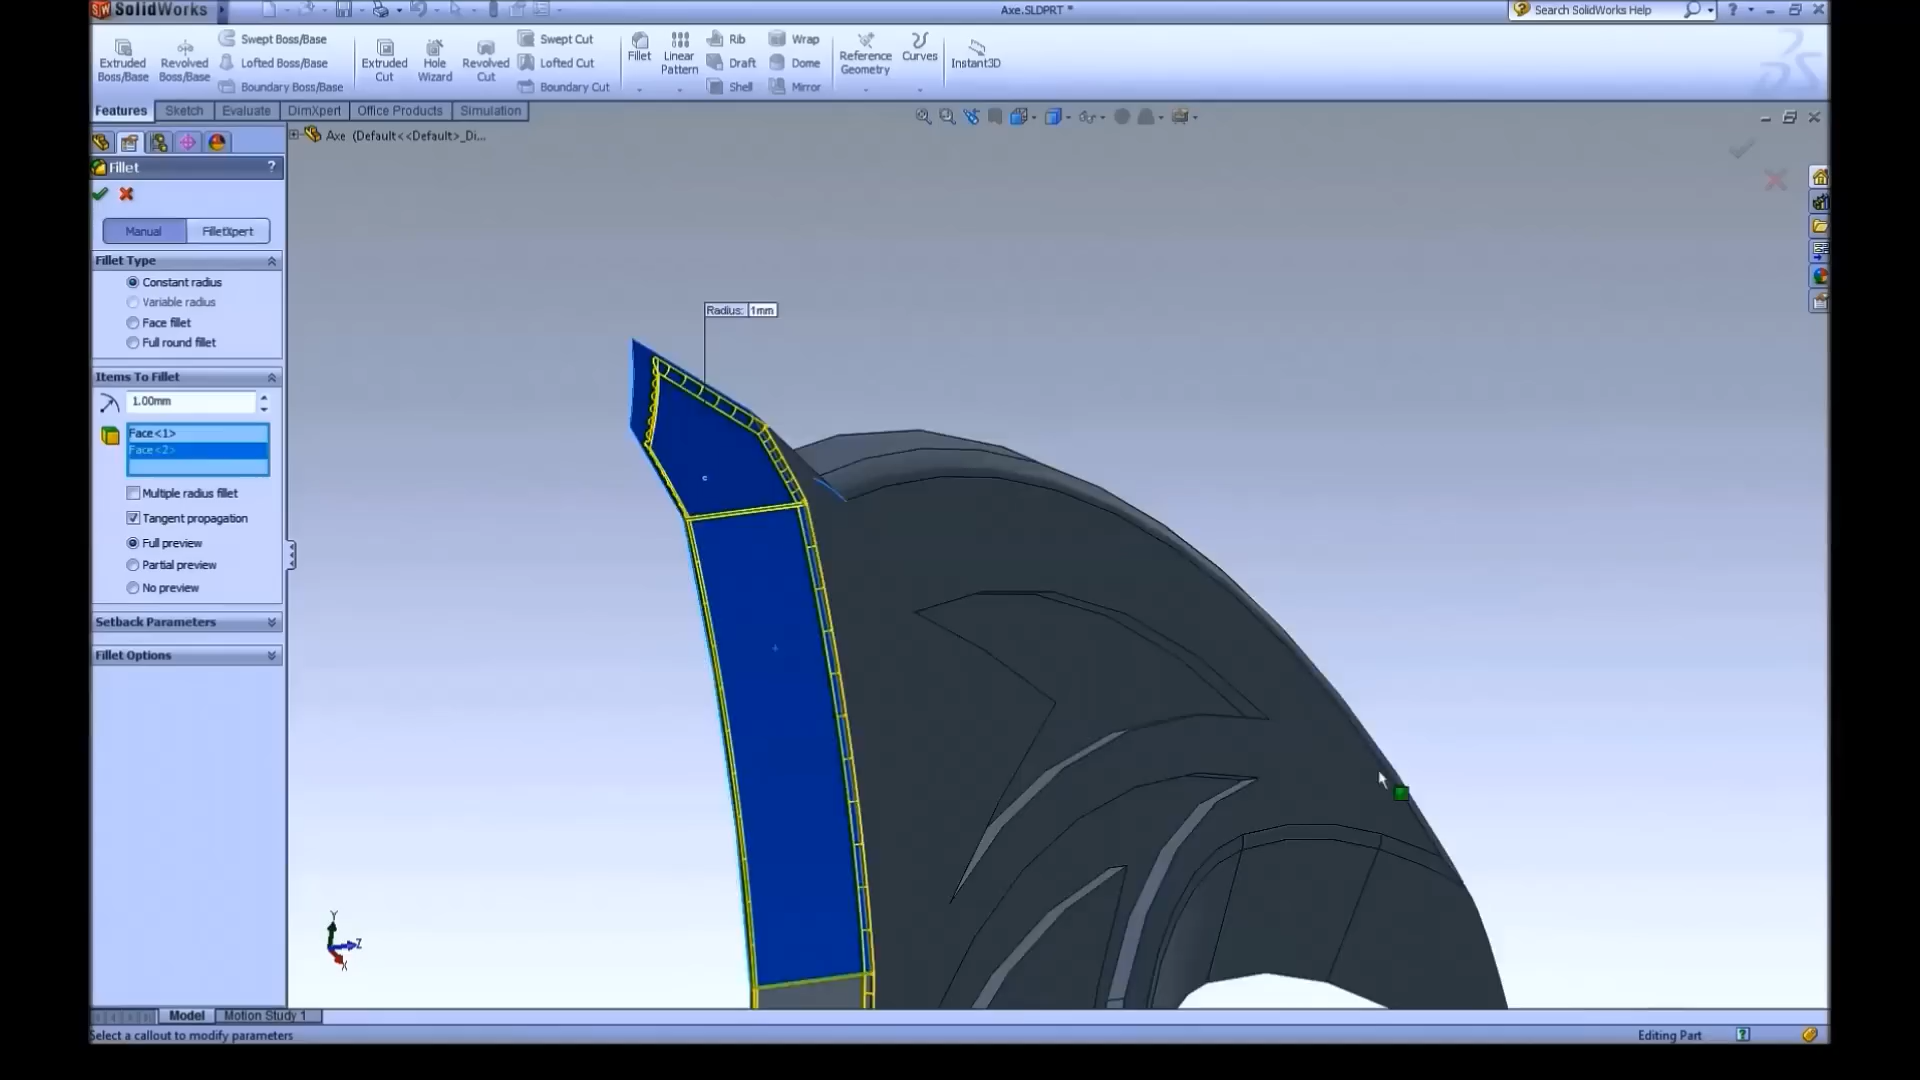 SolidWorks
Axe.SLDPRT *
Search SolidWorks Help
Extruded Boss/Base
Revolved Boss/Base
Swept Boss/Base
Lofted Boss/Base
Boundary Boss/Base
Extruded Cut
Hole Wizard
Revolved Cut
Swept Cut
Lofted Cut
Boundary Cut
Fillet
Linear Pattern
Rib
Draft
Shell
Wrap
Dome
Mirror
Reference Geometry
Curves
Instant3D
Features
Sketch
Evaluate
DimXpert
Office Products
Simulation
Axe (Default<<Default>_Di...
Fillet
?
Manual
FilletXpert
Fillet Type
Constant radius
Variable radius
Face fillet
Full round fillet
Items To Fillet
1.00mm
Face<1>
Face<2>
Multiple radius fillet
Tangent propagation
Full preview
Partial preview
No preview
Setback Parameters
Fillet Options
Radius: 1mm
Y
Z
X
Model
Motion Study 1
Select a callout to modify parameters
Editing Part